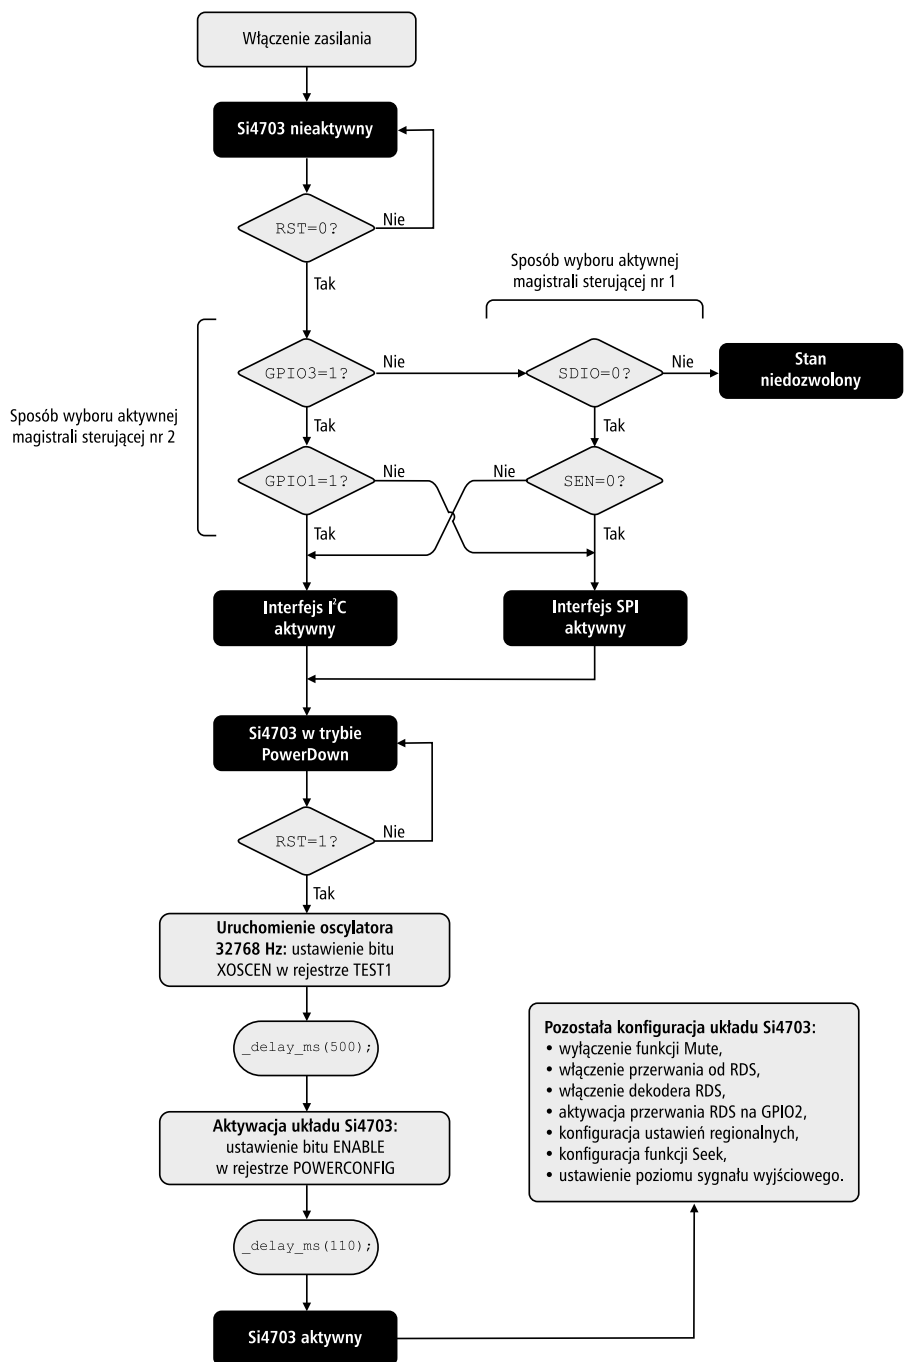 Włączenie zasilania
Si4703 nieaktywny
RST=0?
Nie
Tak
Sposób wyboru aktywnej
magistrali sterującej nr 1
GPIO3=1?
Nie
SDIO=0?
Nie
Stan
niedozwolony
Sposób wyboru aktywnej
magistrali sterującej nr 2
Tak
Tak
GPIO1=1?
Nie
Nie
SEN=0?
Tak
Tak
Interfejs I²C
aktywny
Interfejs SPI
aktywny
Si4703 w trybie
PowerDown
RST=1?
Nie
Tak
Uruchomienie oscylatora
32768 Hz: ustawienie bitu
XOSCEN w rejestrze TEST1
_delay_ms(500);
Aktywacja układu Si4703:
ustawienie bitu ENABLE
w rejestrze POWERCONFIG
_delay_ms(110);
Si4703 aktywny
Pozostała konfiguracja układu Si4703:
• wyłączenie funkcji Mute,
• włączenie przerwania od RDS,
• włączenie dekodera RDS,
• aktywacja przerwania RDS na GPIO2,
• konfiguracja ustawień regionalnych,
• konfiguracja funkcji Seek,
• ustawienie poziomu sygnału wyjściowego.